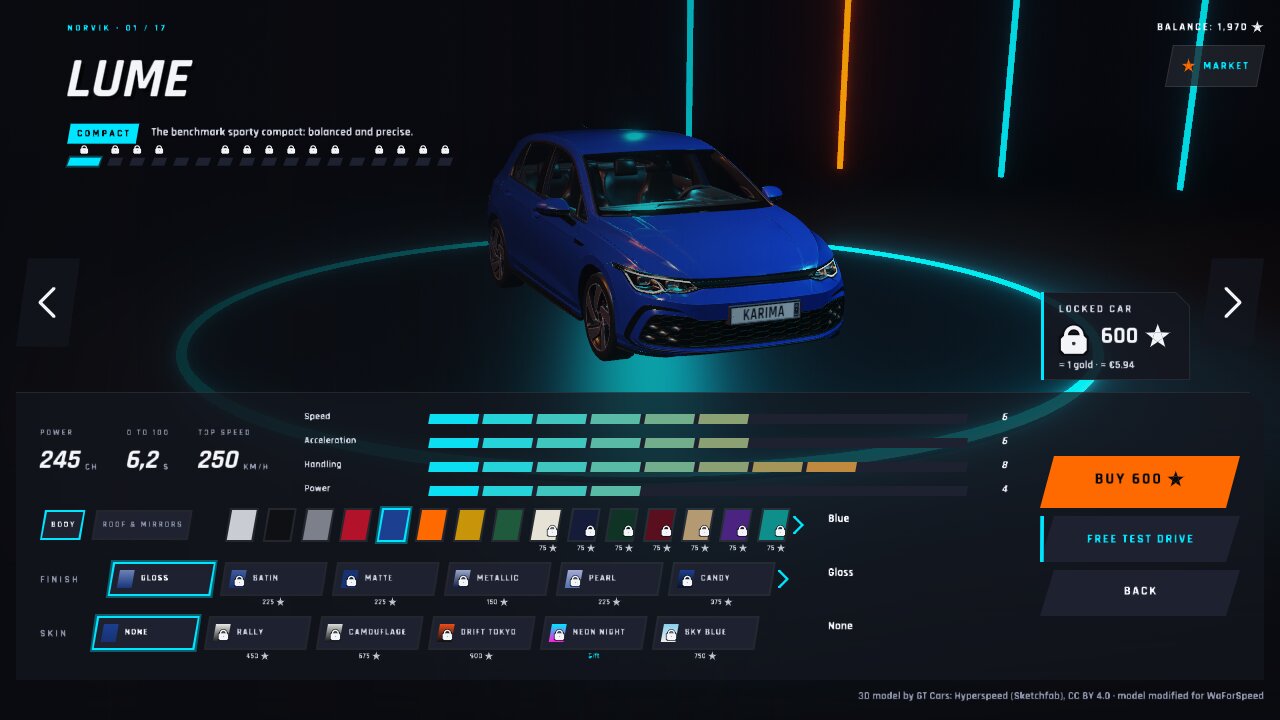 NORVIK · 01 / 17
BALANCE: 1,970 ★
LUME
★ MARKET
COMPACT The benchmark sporty compact: balanced and precise.
KARIMA
LOCKED CAR
600 ★
≈ 1 gold · ≈ €5.94
POWER
245 CH
0 TO 100
6,2 S
TOP SPEED
250 KM/H
Speed 6
Acceleration 6
Handling 8
Power 4
BUY 600 ★
FREE TEST DRIVE
BACK
BODY ROOF & MIRRORS Blue
75 ★ 75 ★ 75 ★ 75 ★ 75 ★ 75 ★ 75 ★
FINISH GLOSS SATIN MATTE METALLIC PEARL CANDY Gloss
225 ★ 225 ★ 150 ★ 225 ★ 375 ★
SKIN NONE RALLY CAMOUFLAGE DRIFT TOKYO NEON NIGHT SKY BLUE None
450 ★ 675 ★ 900 ★ Gift 750 ★
3D model by GT Cars: Hyperspeed (Sketchfab), CC BY 4.0 · model modified for WaForSpeed